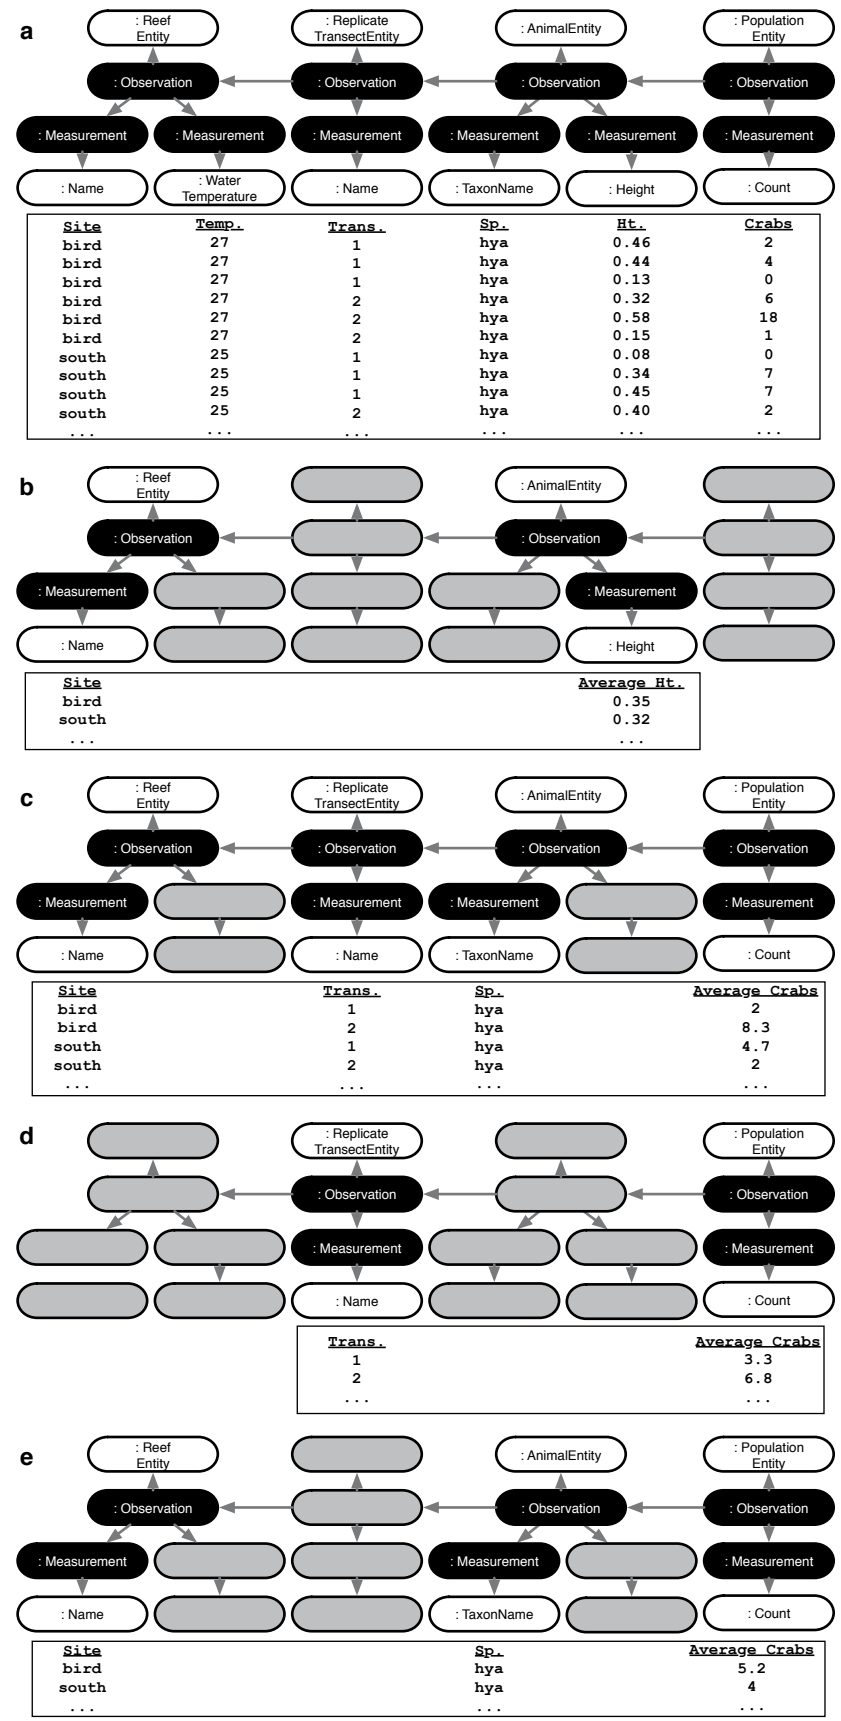 a
: Reef
Entity
: Replicate
TransectEntity
: AnimalEntity
: Population
Entity
: Observation : Observation : Observation : Observation
: Measurement : Measurement : Measurement : Measurement : Measurement : Measurement
: Name : Water
Temperature : Name : TaxonName : Height : Count
Site Temp. Trans. Sp. Ht. Crabs
bird 27 1 hya 0.46 2
bird 27 1 hya 0.44 4
bird 27 1 hya 0.13 0
bird 27 2 hya 0.32 6
bird 27 2 hya 0.58 18
bird 27 2 hya 0.15 1
south 25 1 hya 0.08 0
south 25 1 hya 0.34 7
south 25 1 hya 0.45 7
south 25 2 hya 0.40 2
... ... ... ... ... ...
b
: Reef
Entity
: AnimalEntity
: Observation : Observation
: Measurement : Measurement
: Name : Height
Site Average Ht.
bird 0.35
south 0.32
... ...
c
: Reef
Entity
: Replicate
TransectEntity
: AnimalEntity
: Population
Entity
: Observation : Observation : Observation : Observation
: Measurement : Measurement : Measurement : Measurement
: Name : Name : TaxonName : Count
Site Trans. Sp. Average Crabs
bird 1 hya 2
bird 2 hya 8.3
south 1 hya 4.7
south 2 hya 2
... ... ... ...
d
: Replicate
TransectEntity
: Population
Entity
: Observation : Observation
: Measurement : Measurement
: Name : Count
Trans. Average Crabs
1 3.3
2 6.8
... ...
e
: Reef
Entity
: AnimalEntity
: Population
Entity
: Observation : Observation : Observation
: Measurement : Measurement : Measurement
: Name : TaxonName : Count
Site Sp. Average Crabs
bird hya 5.2
south hya 4
... ... ...